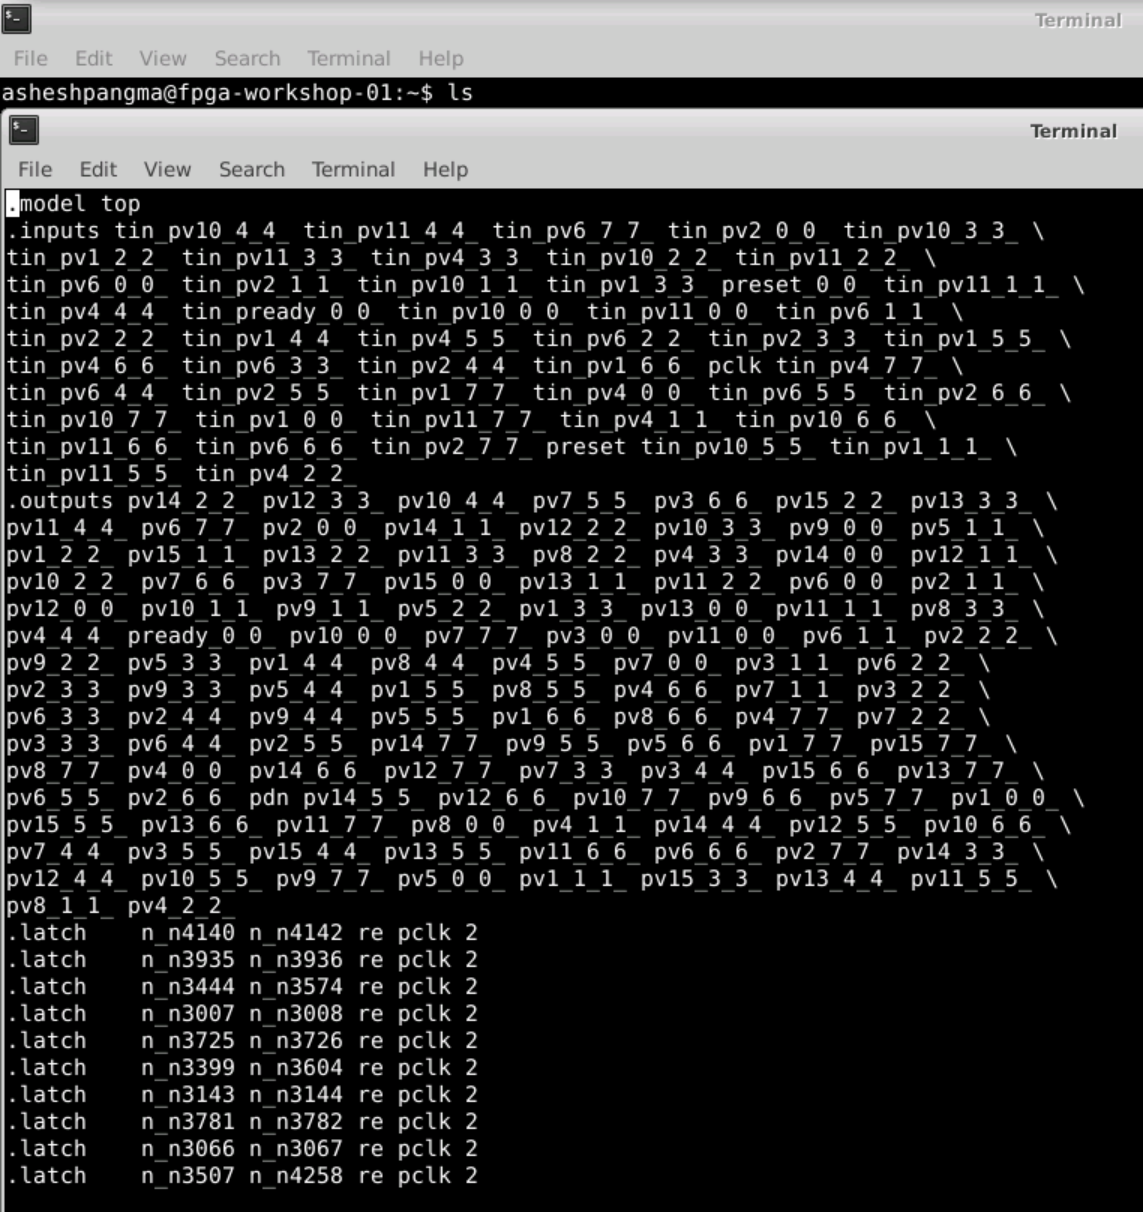 Terminal
File Edit View Search Terminal Help
asheshpangma@fpga-workshop-01:~$ ls
Terminal
File Edit View Search Terminal Help
.model top
.inputs tin_pv10_4_4_ tin_pv11_4_4_ tin_pv6_7_7_ tin_pv2_0_0_ tin_pv10_3_3_ \
tin_pv1_2_2_ tin_pv11_3_3_ tin_pv4_3_3_ tin_pv10_2_2_ tin_pv11_2_2_ \
tin_pv6_0_0_ tin_pv2_1_1_ tin_pv10_1_1_ tin_pv1_3_3_ preset_0_0_ tin_pv11_1_1_ \
tin_pv4_4_4_ tin_pready_0_0_ tin_pv10_0_0_ tin_pv11_0_0_ tin_pv6_1_1_ \
tin_pv2_2_2_ tin_pv1_4_4_ tin_pv4_5_5_ tin_pv6_2_2_ tin_pv2_3_3_ tin_pv1_5_5_ \
tin_pv4_6_6_ tin_pv6_3_3_ tin_pv2_4_4_ tin_pv1_6_6_ pclk tin_pv4_7_7_ \
tin_pv6_4_4_ tin_pv2_5_5_ tin_pv1_7_7_ tin_pv4_0_0_ tin_pv6_5_5_ tin_pv2_6_6_ \
tin_pv10_7_7_ tin_pv1_0_0_ tin_pv11_7_7_ tin_pv4_1_1_ tin_pv10_6_6_ \
tin_pv11_6_6_ tin_pv6_6_6_ tin_pv2_7_7_ preset tin_pv10_5_5_ tin_pv1_1_1_ \
tin_pv11_5_5_ tin_pv4_2_2_
.outputs pv14_2_2_ pv12_3_3_ pv10_4_4_ pv7_5_5_ pv3_6_6_ pv15_2_2_ pv13_3_3_ \
pv11_4_4_ pv6_7_7_ pv2_0_0_ pv14_1_1_ pv12_2_2_ pv10_3_3_ pv9_0_0_ pv5_1_1_ \
pv1_2_2_ pv15_1_1_ pv13_2_2_ pv11_3_3_ pv8_2_2_ pv4_3_3_ pv14_0_0_ pv12_1_1_ \
pv10_2_2_ pv7_6_6_ pv3_7_7_ pv15_0_0_ pv13_1_1_ pv11_2_2_ pv6_0_0_ pv2_1_1_ \
pv12_0_0_ pv10_1_1_ pv9_1_1_ pv5_2_2_ pv1_3_3_ pv13_0_0_ pv11_1_1_ pv8_3_3_ \
pv4_4_4_ pready_0_0_ pv10_0_0_ pv7_7_7_ pv3_0_0_ pv11_0_0_ pv6_1_1_ pv2_2_2_ \
pv9_2_2_ pv5_3_3_ pv1_4_4_ pv8_4_4_ pv4_5_5_ pv7_0_0_ pv3_1_1_ pv6_2_2_ \
pv2_3_3_ pv9_3_3_ pv5_4_4_ pv1_5_5_ pv8_5_5_ pv4_6_6_ pv7_1_1_ pv3_2_2_ \
pv6_3_3_ pv2_4_4_ pv9_4_4_ pv5_5_5_ pv1_6_6_ pv8_6_6_ pv4_7_7_ pv7_2_2_ \
pv3_3_3_ pv6_4_4_ pv2_5_5_ pv14_7_7_ pv9_5_5_ pv5_6_6_ pv1_7_7_ pv15_7_7_ \
pv8_7_7_ pv4_0_0_ pv14_6_6_ pv12_7_7_ pv7_3_3_ pv3_4_4_ pv15_6_6_ pv13_7_7_ \
pv6_5_5_ pv2_6_6_ pdn pv14_5_5_ pv12_6_6_ pv10_7_7_ pv9_6_6_ pv5_7_7_ pv1_0_0_ \
pv15_5_5_ pv13_6_6_ pv11_7_7_ pv8_0_0_ pv4_1_1_ pv14_4_4_ pv12_5_5_ pv10_6_6_ \
pv7_4_4_ pv3_5_5_ pv15_4_4_ pv13_5_5_ pv11_6_6_ pv6_6_6_ pv2_7_7_ pv14_3_3_ \
pv12_4_4_ pv10_5_5_ pv9_7_7_ pv5_0_0_ pv1_1_1_ pv15_3_3_ pv13_4_4_ pv11_5_5_ \
pv8_1_1_ pv4_2_2_
.latch    n_n4140 n_n4142 re pclk 2
.latch    n_n3935 n_n3936 re pclk 2
.latch    n_n3444 n_n3574 re pclk 2
.latch    n_n3007 n_n3008 re pclk 2
.latch    n_n3725 n_n3726 re pclk 2
.latch    n_n3399 n_n3604 re pclk 2
.latch    n_n3143 n_n3144 re pclk 2
.latch    n_n3781 n_n3782 re pclk 2
.latch    n_n3066 n_n3067 re pclk 2
.latch    n_n3507 n_n4258 re pclk 2